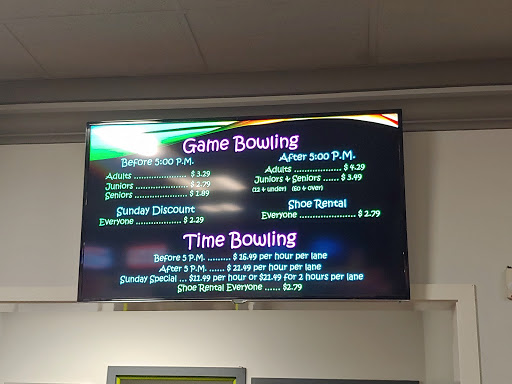 Game Bowling
Before 5:00 P.M.
Adults ...................... $ 3.29
Juniors ..................... $ 2.79
Seniors ..................... $ 1.89
Sunday Discount
Everyone ................ $ 2.29
After 5:00 P.M.
Adults ................... $ 4.29
Juniors & Seniors ...... $ 3.49
(12 & under) (60 & over)
Shoe Rental
Everyone ...................... $ 2.79
Time Bowling
Before 5 P.M. ......... $ 16.49 per hour per lane
After 5 P.M. ...... $ 21.49 per hour per lane
Sunday Special ... $11.49 per hour or $21.49 for 2 hours per lane
Shoe Rental Everyone ...... $2.79